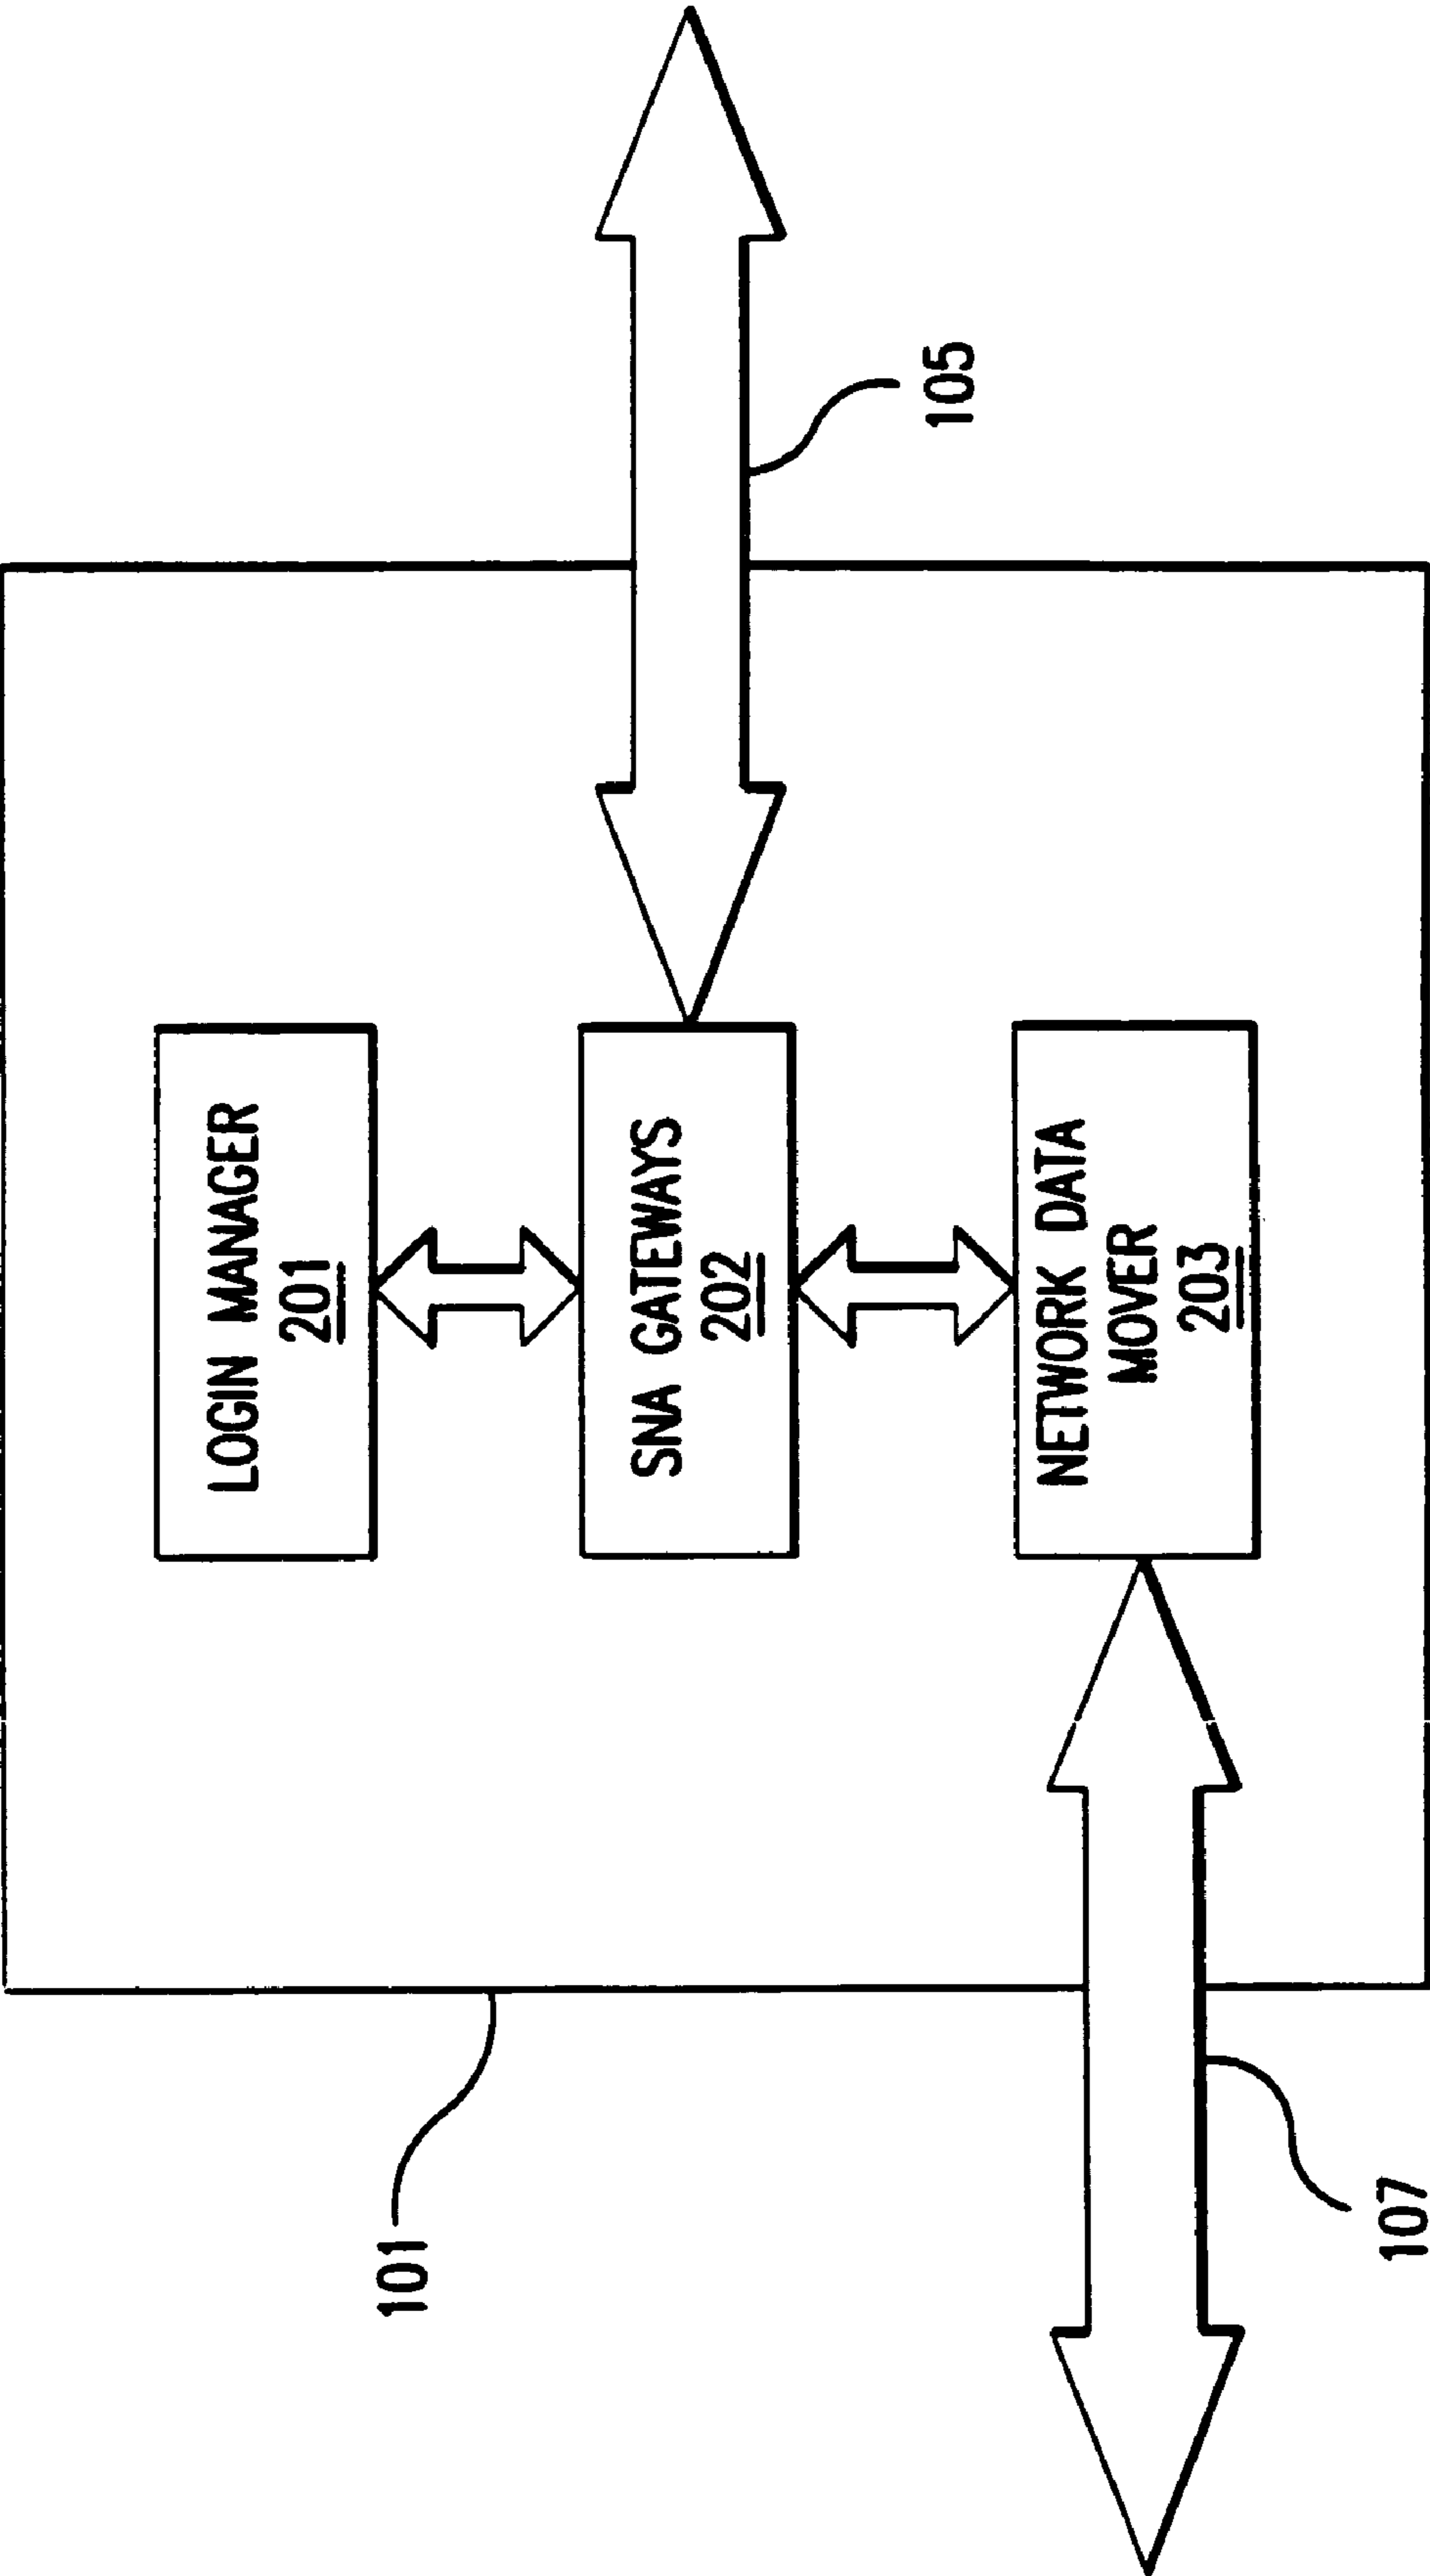 101
LOGIN MANAGER
201
SNA GATEWAYS
202
NETWORK DATA
MOVER
203
105
107